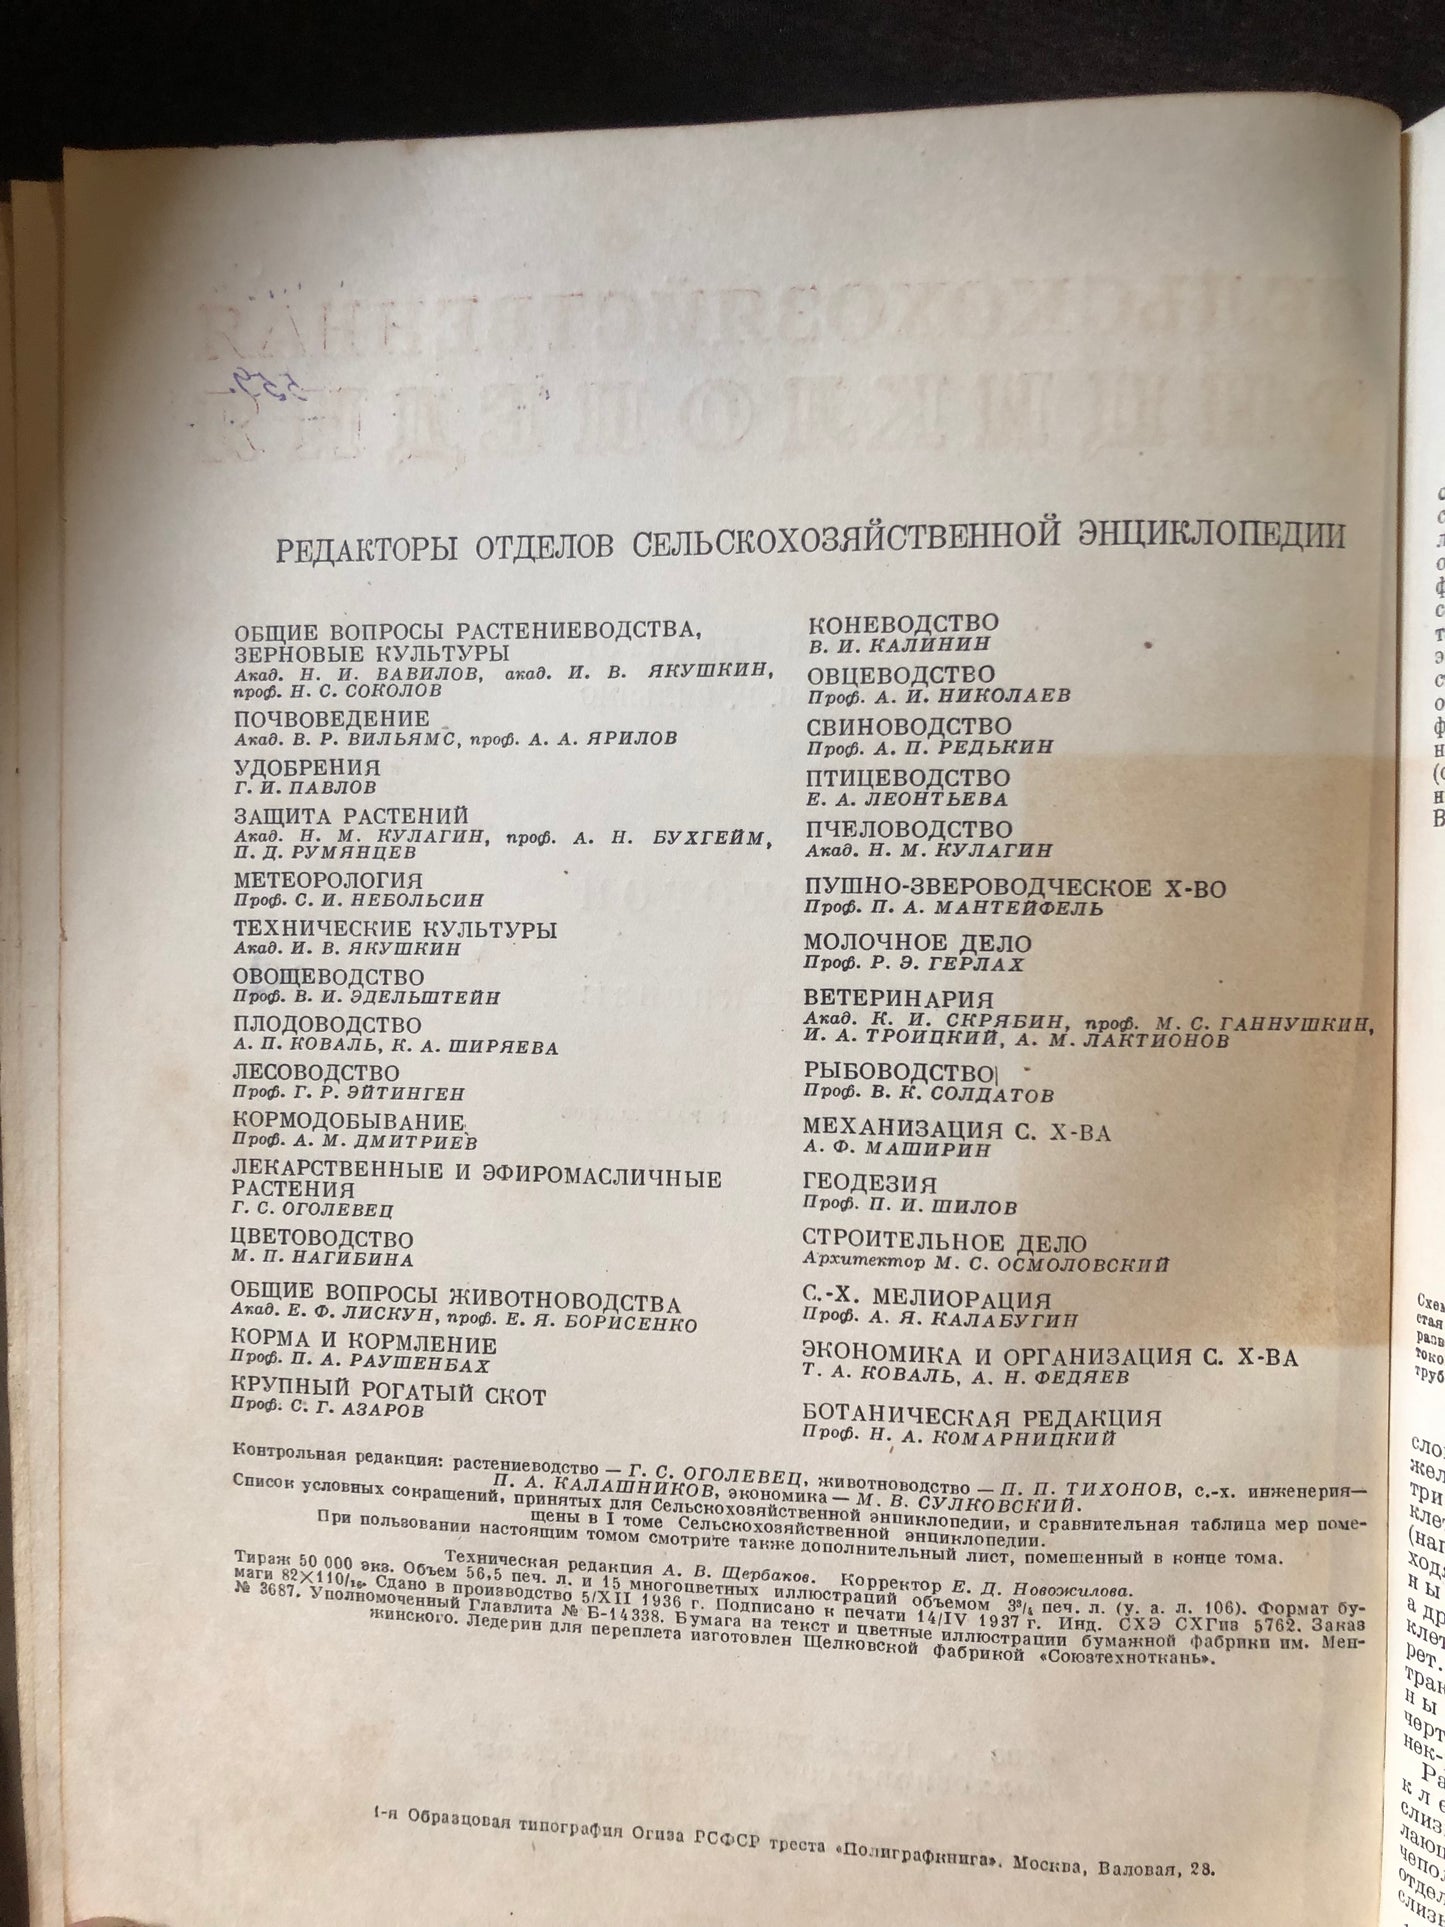 РЕДАКТОРЫ ОТДЕЛОВ СЕЛЬСКОХОЗЯЙСТВЕННОЙ ЭНЦИКЛОПЕДИИ
ОБЩИЕ ВОПРОСЫ РАСТЕНИЕВОДСТВА,
ЗЕРНОВЫЕ КУЛЬТУРЫ
Акад. Н. И. ВАВИЛОВ, акад. И. В. ЯКУШКИН,
проф. Н. С. СОКОЛОВ
ПОЧВОВЕДЕНИЕ
Акад. В. Р. ВИЛЬЯМС, проф. А. А. ЯРИЛОВ
УДОБРЕНИЯ
Г. И. ПАВЛОВ
ЗАЩИТА РАСТЕНИЙ
Акад. Н. М. КУЛАГИН, проф. А. Н. БУХГЕЙМ,
П. Д. РУМЯНЦЕВ
МЕТЕОРОЛОГИЯ
Проф. С. И. НЕБОЛЬСИН
ТЕХНИЧЕСКИЕ КУЛЬТУРЫ
Акад. И. В. ЯКУШКИН
ОВОЩЕВОДСТВО
Проф. В. И. ЭДЕЛЬШТЕЙН
ПЛОДОВОДСТВО
А. П. КОВАЛЬ, К. А. ШИРЯЕВА
ЛЕСОВОДСТВО
Проф. Г. Р. ЭЙТИНГЕН
КОРМОДОБЫВАНИЕ
Проф. А. М. ДМИТРИЕВ
ЛЕКАРСТВЕННЫЕ И ЭФИРОМАСЛИЧНЫЕ
РАСТЕНИЯ
Г. С. ОГОЛЕВЕЦ
ЦВЕТОВОДСТВО
М. П. НАГИБИНА
ОБЩИЕ ВОПРОСЫ ЖИВОТНОВОДСТВА
Акад. Е. Ф. ЛИСКУН, проф. Е. Я. БОРИСЕНКО
КОРМА И КОРМЛЕНИЕ
Проф. П. А. РАУШЕНБАХ
КРУПНЫЙ РОГАТЫЙ СКОТ
Проф. С. Г. АЗАРОВ
КОНЕВОДСТВО
В. И. КАЛИНИН
ОВЦЕВОДСТВО
Проф. А. И. НИКОЛАЕВ
СВИНОВОДСТВО
Проф. А. П. РЕДЬКИН
ПТИЦЕВОДСТВО
Е. А. ЛЕОНТЬЕВА
ПЧЕЛОВОДСТВО
Акад. Н. М. КУЛАГИН
ПУШНО-ЗВЕРОВОДЧЕСКОЕ Х-ВО
Проф. П. А. МАНТЕЙФЕЛЬ
МОЛОЧНОЕ ДЕЛО
Проф. Р. Э. ГЕРЛАХ
ВЕТЕРИНАРИЯ
Акад. К. И. СКРЯБИН, проф. М. С. ГАННУШКИН,
И. А. ТРОИЦКИЙ, А. М. ЛАКТИОНОВ
РЫБОВОДСТВО
Проф. В. К. СОЛДАТОВ
МЕХАНИЗАЦИЯ С. Х-ВА
А. Ф. МАШИРИН
ГЕОДЕЗИЯ
Проф. П. И. ШИЛОВ
СТРОИТЕЛЬНОЕ ДЕЛО
Архитектор М. С. ОСМОЛОВСКИЙ
С.-Х. МЕЛИОРАЦИЯ
Проф. А. Я. КАЛАБУГИН
ЭКОНОМИКА И ОРГАНИЗАЦИЯ С. Х-ВА
Т. А. КОВАЛЬ, А. Н. ФЕДЯЕВ
БОТАНИЧЕСКАЯ РЕДАКЦИЯ
Проф. Н. А. КОМАРНИЦКИЙ
Контрольная редакция: растениеводство — Г. С. ОГОЛЕВЕЦ, животноводство — П. П. ТИХОНОВ, с.-х. инженерия—
П. А. КАЛАШНИКОВ, экономика — М. В. СУЛКОВСКИЙ.
Список условных сокращений, принятых для Сельскохозяйственной энциклопедии, и сравнительная таблица мер поме-
щены в I томе Сельскохозяйственной энциклопедии.
При пользовании настоящим томом смотрите также дополнительный лист, помещенный в конце тома.
Техническая редакция А. В. Щербаков. Корректор Е. Д. Новожилова.
Тираж 50 000 экз. Объем 56,5 печ. л. и 15 многоцветных иллюстраций объемом 3³/₄ печ. л. (у. а. л. 106). Формат бу-
маги 82×110/₁₆. Сдано в производство 5/XII 1936 г. Подписано к печати 14/IV 1937 г. Инд. СХЭ СХГиз 5762. Заказ
№ 3687. Уполномоченный Главлита № Б-14338. Бумага на текст и цветные иллюстрации бумажной фабрики им. Мен-
жинского. Ледерин для переплета изготовлен Щелковской Фабрикой «Союзтехноткань».
1-я Образцовая типография Огиза РСФСР треста «Полиграфкнига». Москва, Валовая, 28.